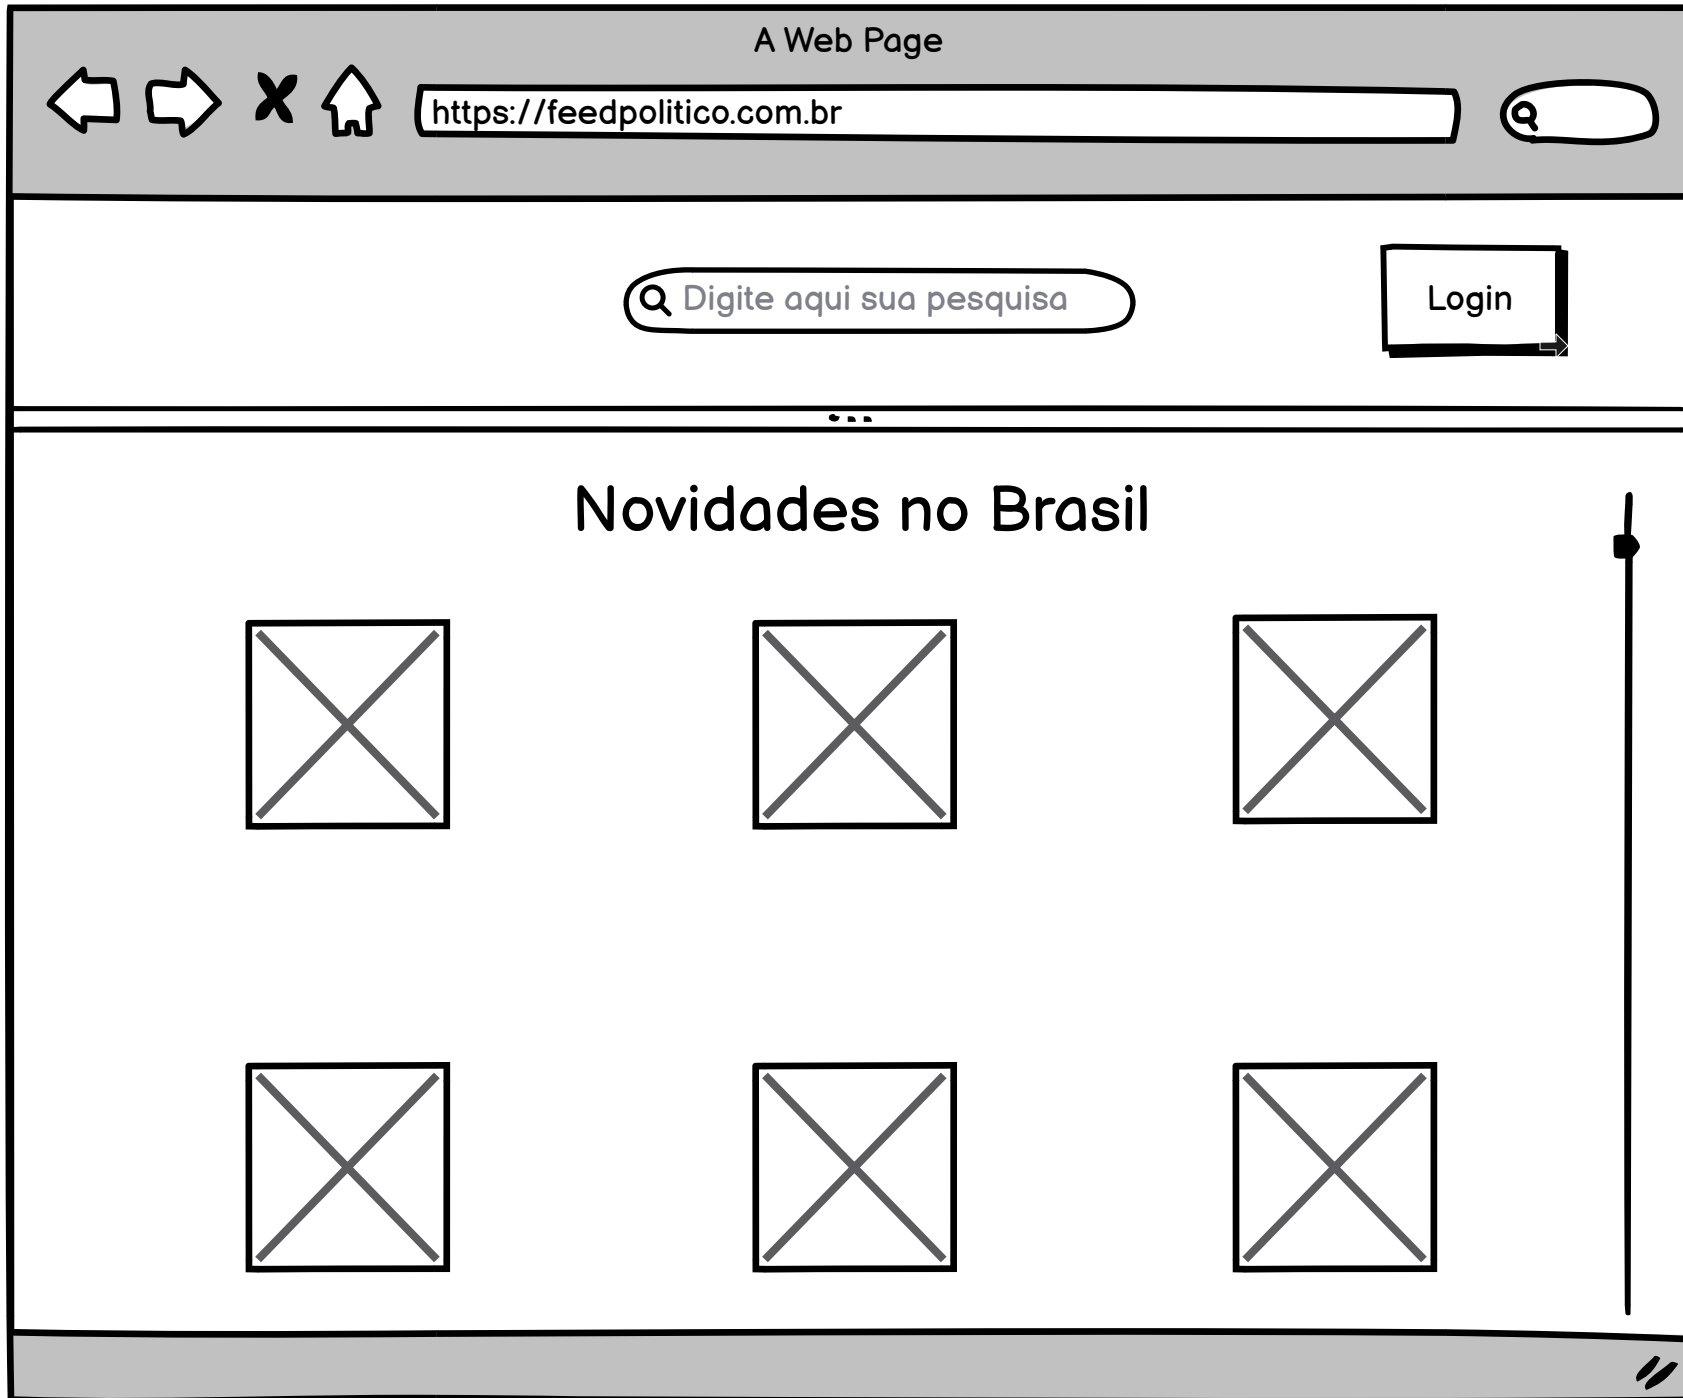 A Web Page
https://feedpolitico.com.br
Digite aqui sua pesquisa
Login
Novidades no Brasil